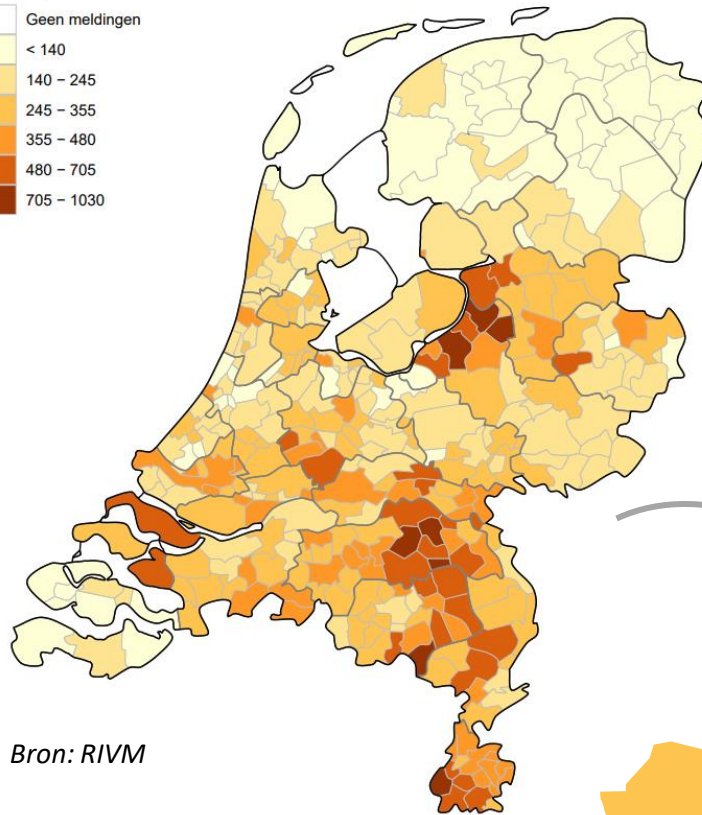 Geen meldingen
< 140
140 – 245
245 – 355
355 – 480
480 – 705
705 – 1030
Bron: RIVM